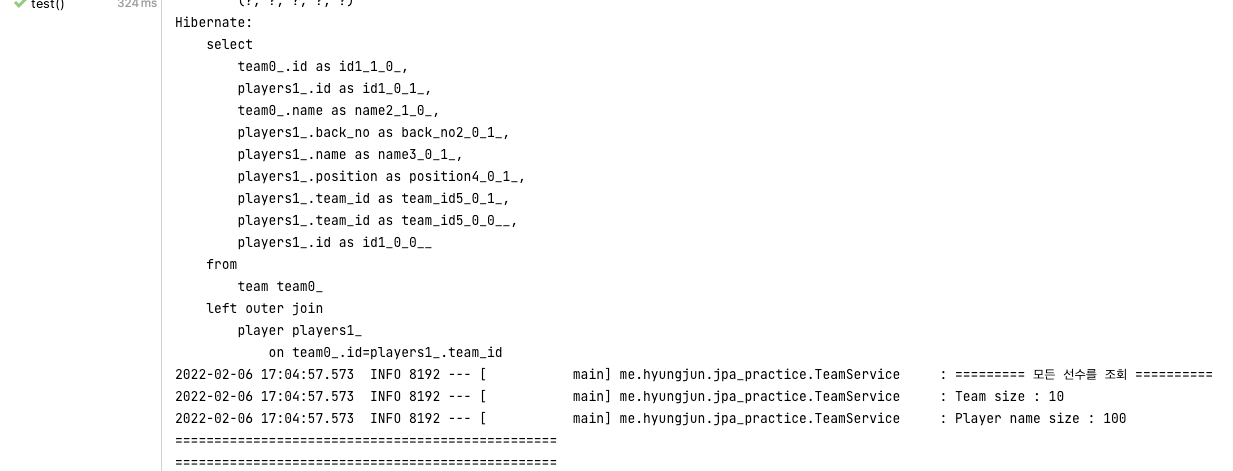 test() 324 ms
(?, ?, ?, ?, ?)
Hibernate:
    select
        team0_.id as id1_1_0_,
        players1_.id as id1_0_1_,
        team0_.name as name2_1_0_,
        players1_.back_no as back_no2_0_1_,
        players1_.name as name3_0_1_,
        players1_.position as position4_0_1_,
        players1_.team_id as team_id5_0_1_,
        players1_.team_id as team_id5_0_0__,
        players1_.id as id1_0_0__
    from
        team team0_
    left outer join
        player players1_
            on team0_.id=players1_.team_id
2022-02-06 17:04:57.573  INFO 8192 --- [           main] me.hyungjun.jpa_practice.TeamService     : ========= 모든 선수를 조회 ==========
2022-02-06 17:04:57.573  INFO 8192 --- [           main] me.hyungjun.jpa_practice.TeamService     : Team size : 10
2022-02-06 17:04:57.573  INFO 8192 --- [           main] me.hyungjun.jpa_practice.TeamService     : Player name size : 100
=================================================
=================================================